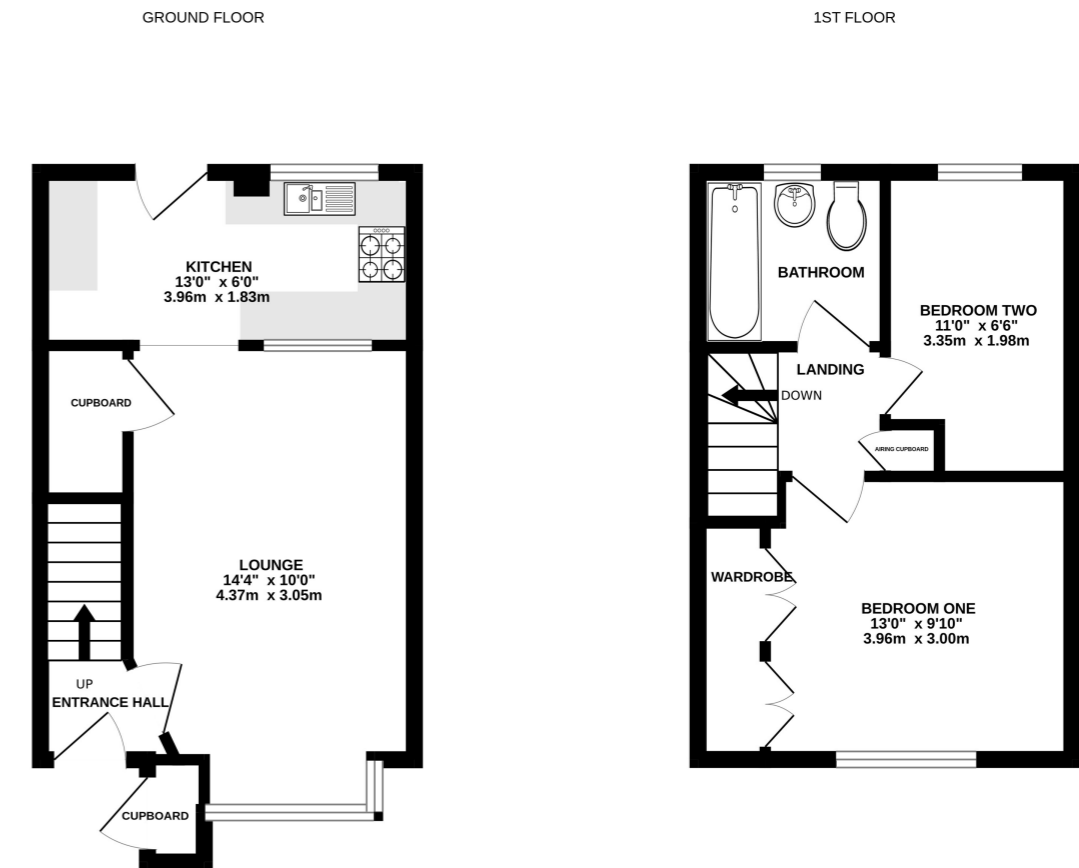 GROUND FLOOR
KITCHEN
13'0" x 6'0"
3.96m x 1.83m
CUPBOARD
LOUNGE
14'4" x 10'0"
4.37m x 3.05m
UP
ENTRANCE HALL
CUPBOARD
1ST FLOOR
BATHROOM
BEDROOM TWO
11'0" x 6'6"
3.35m x 1.98m
LANDING
DOWN
AIRING CUPBOARD
WARDROBE
BEDROOM ONE
13'0" x 9'10"
3.96m x 3.00m